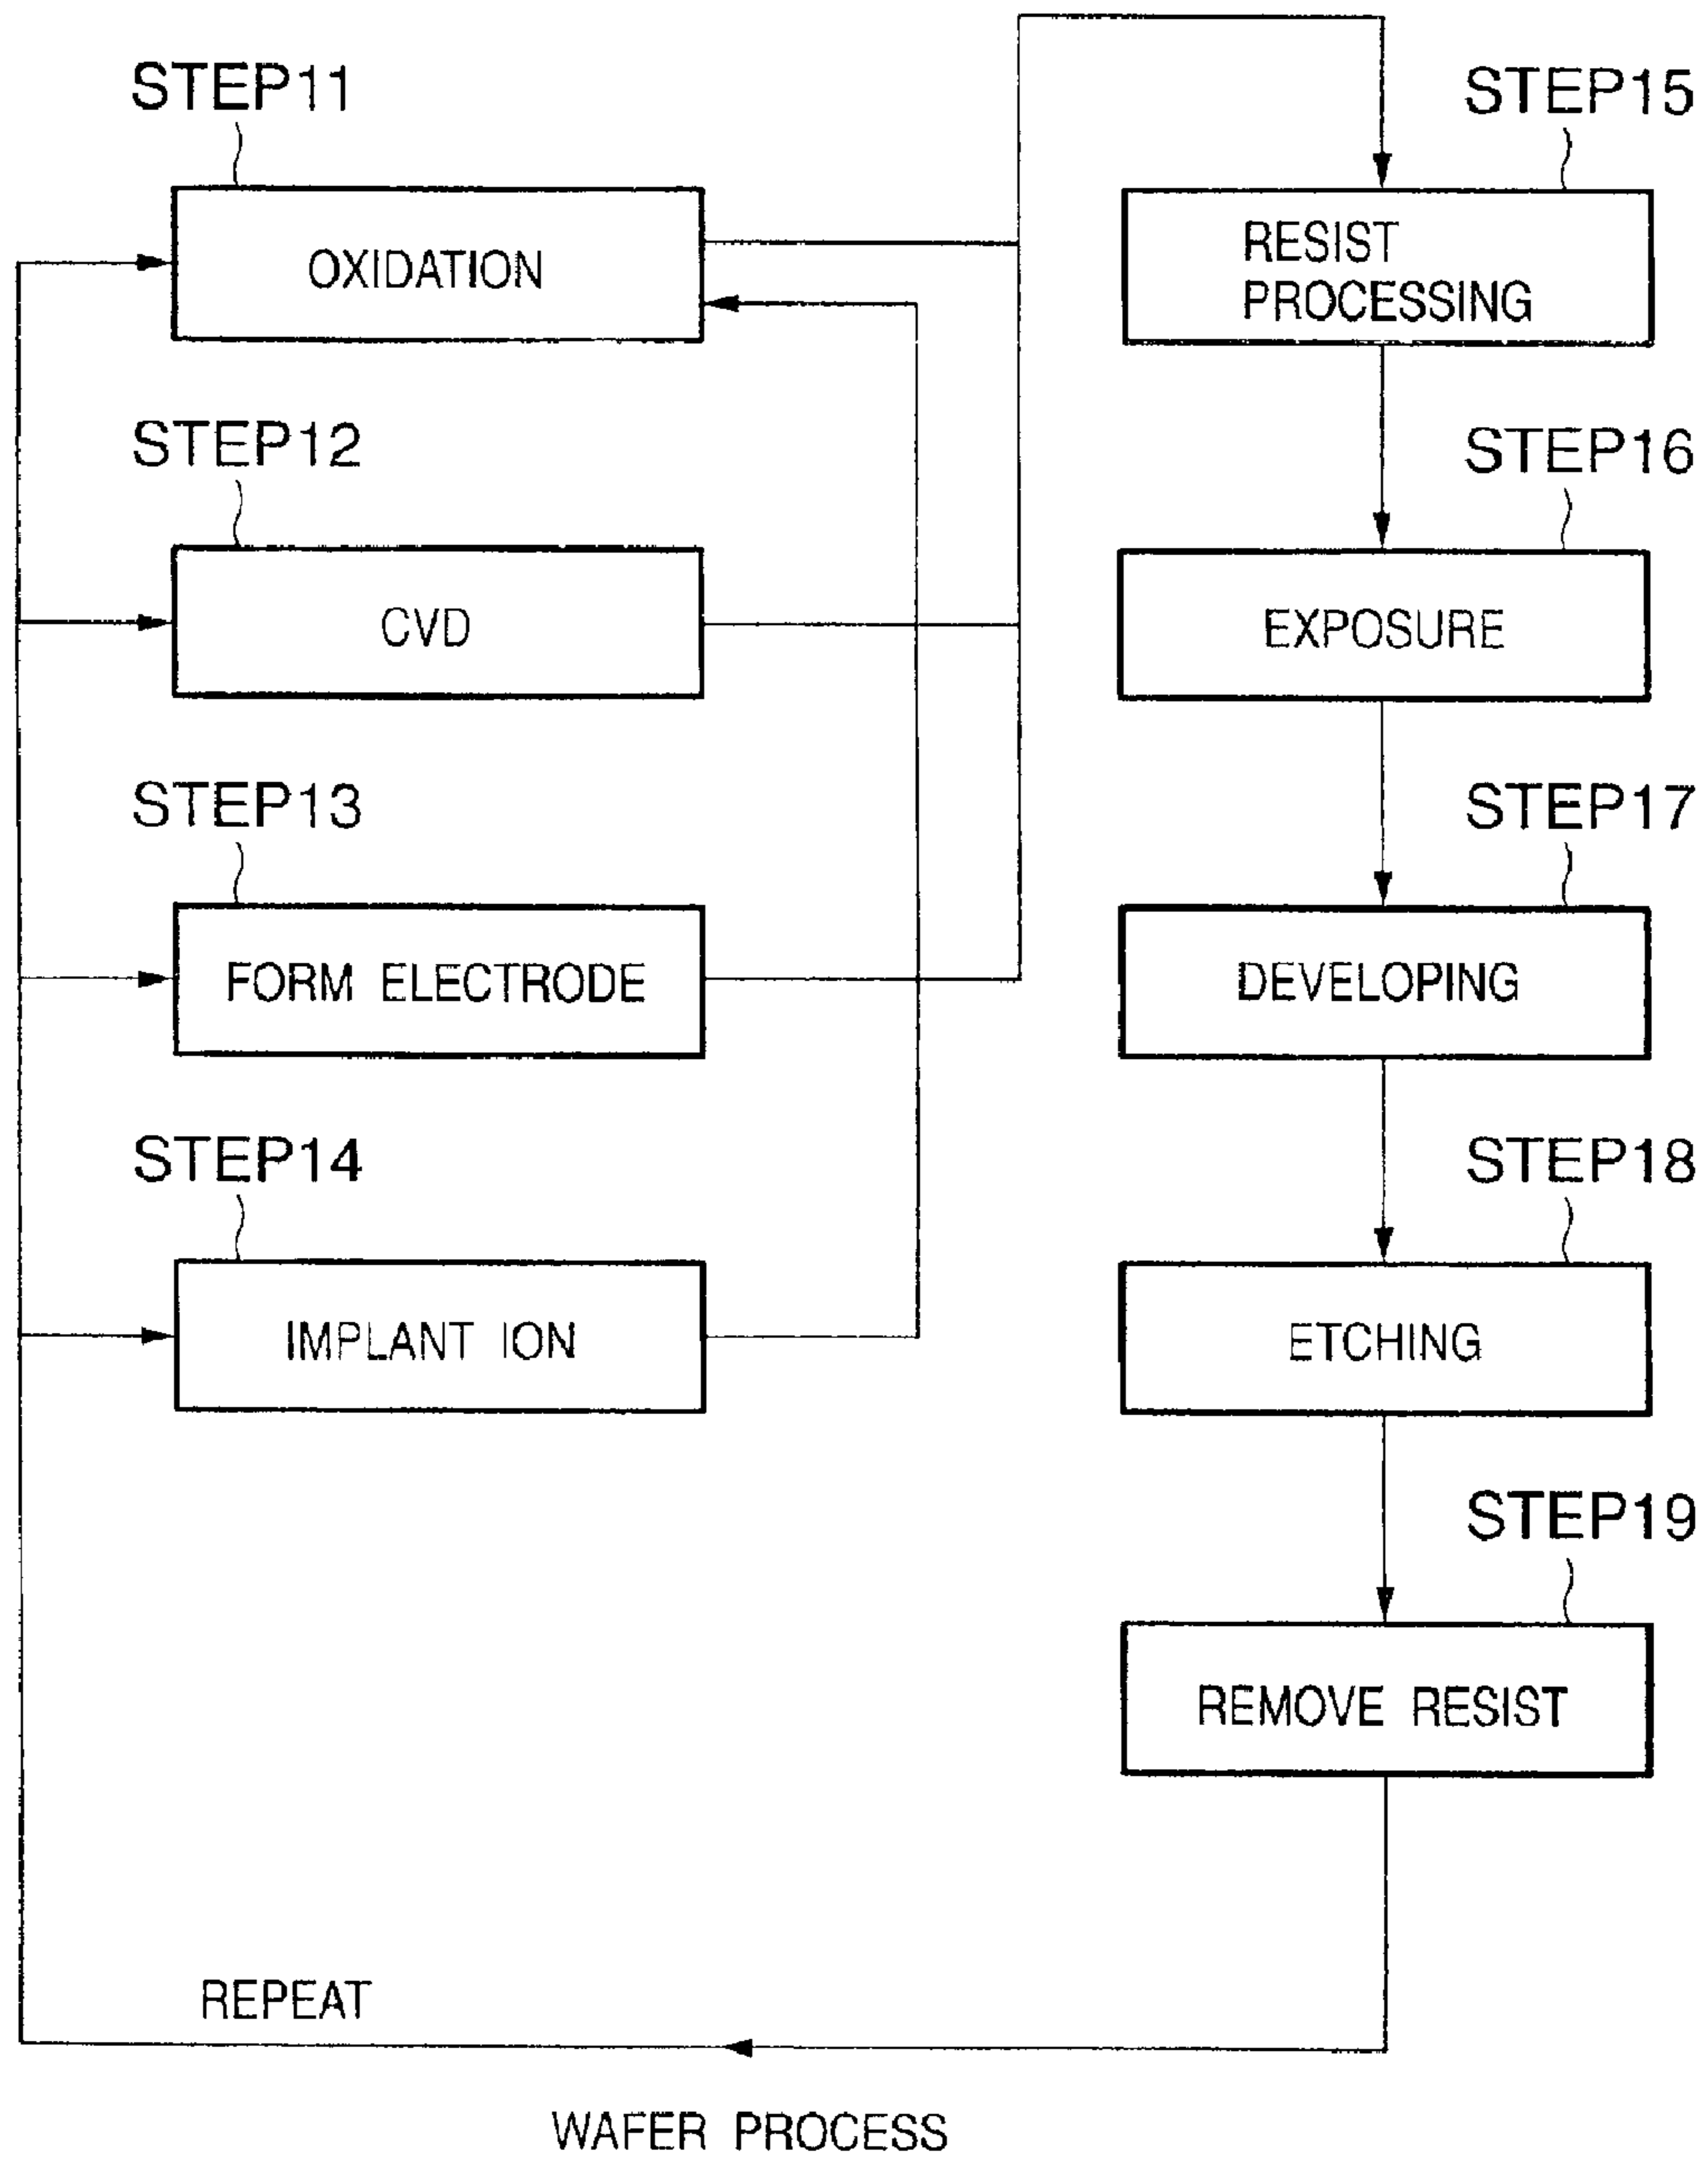 STEP11
OXIDATION
STEP12
CVD
STEP13
FORM ELECTRODE
STEP14
IMPLANT ION
STEP15
RESIST
PROCESSING
STEP16
EXPOSURE
STEP17
DEVELOPING
STEP18
ETCHING
STEP19
REMOVE RESIST
REPEAT
WAFER PROCESS